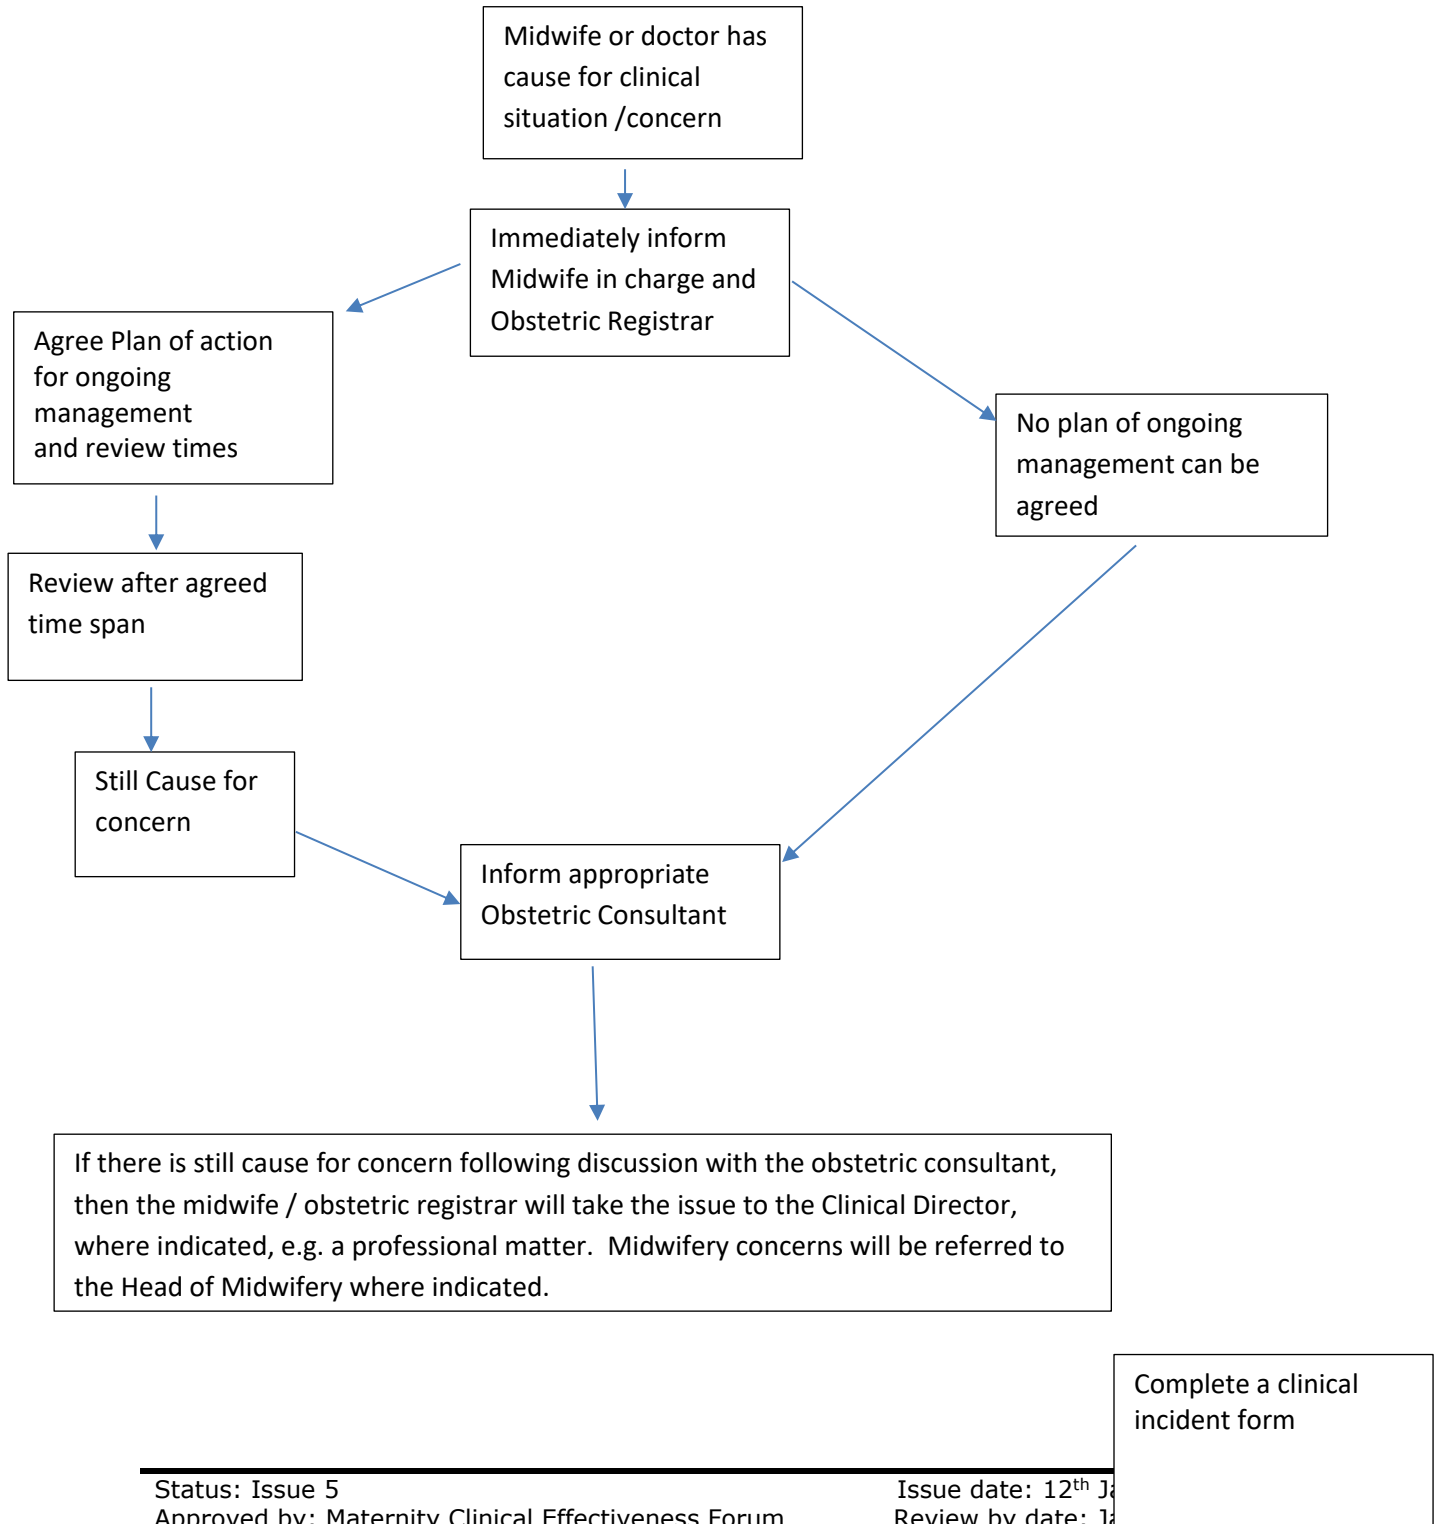 Midwife or doctor has
cause for clinical
situation /concern
Immediately inform
Midwife in charge and
Obstetric Registrar
Agree Plan of action
for ongoing
management
and review times
No plan of ongoing
management can be
agreed
Review after agreed
time span
Still Cause for
concern
Inform appropriate
Obstetric Consultant
If there is still cause for concern following discussion with the obstetric consultant,
then the midwife / obstetric registrar will take the issue to the Clinical Director,
where indicated, e.g. a professional matter.  Midwifery concerns will be referred to
the Head of Midwifery where indicated.
Complete a clinical
incident form
Status: Issue 5
Issue date: 12th
Approved by: Maternity Clinical Effectiveness Forum
Review by date: